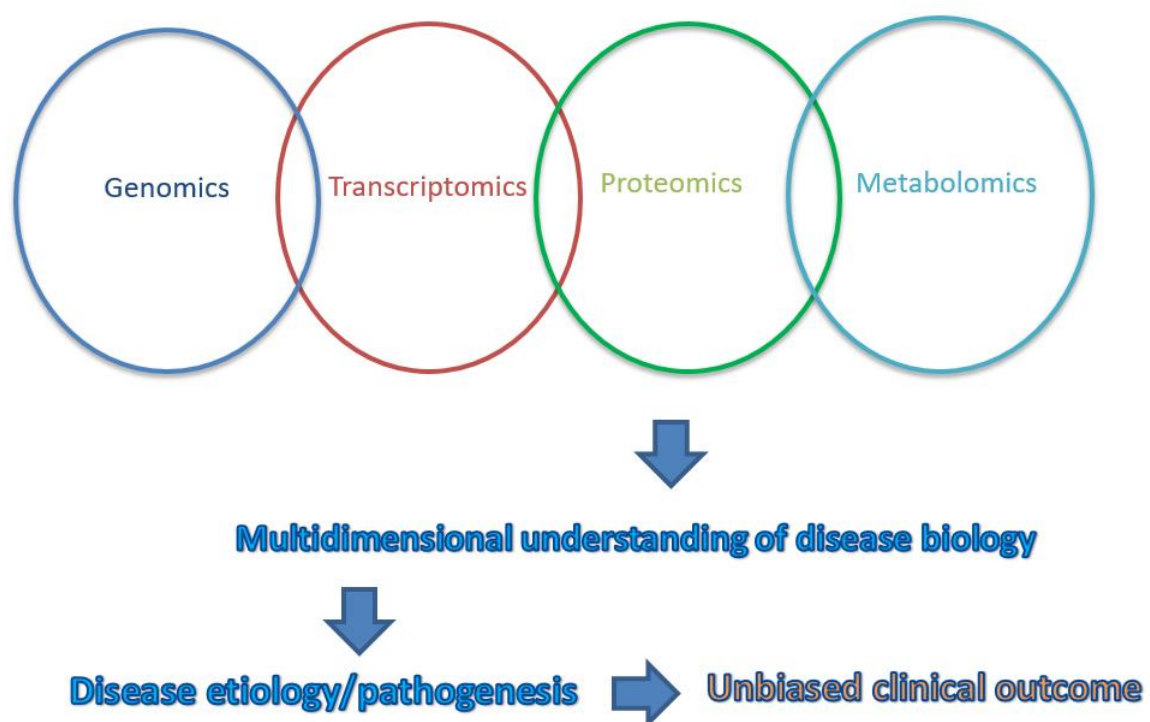 Genomics
Transcriptomics
Proteomics
Metabolomics
Multidimensional understanding of disease biology
Disease etiology/pathogenesis
Unbiased clinical outcome